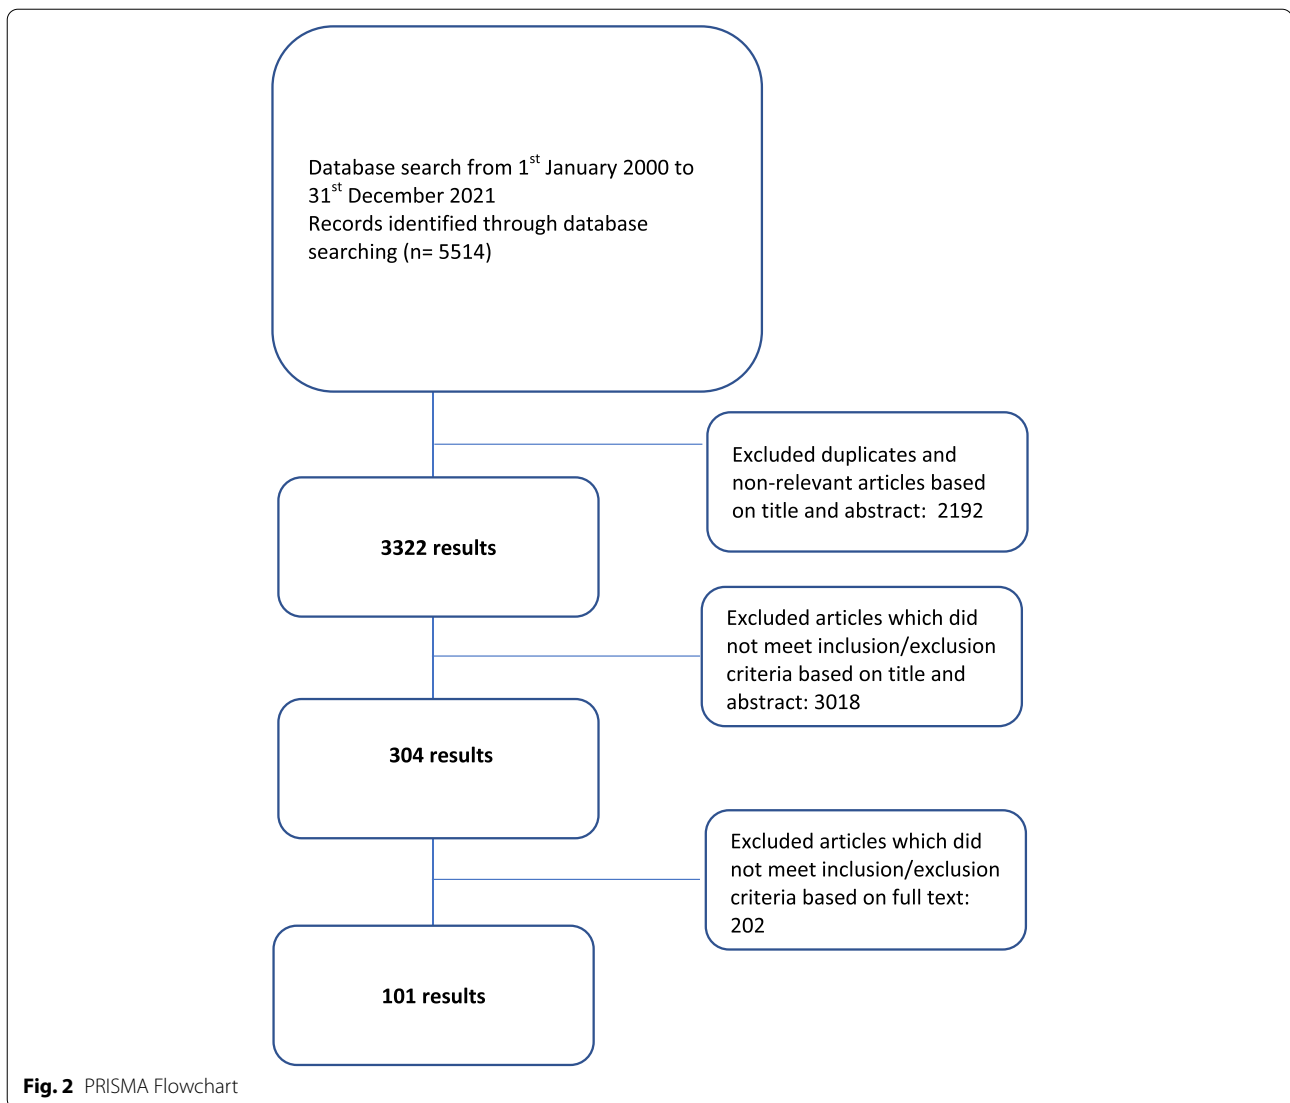 Database search from 1st January 2000 to
31st December 2021
Records identified through database
searching (n= 5514)
Excluded duplicates and
non-relevant articles based
on title and abstract:  2192
3322 results
Excluded articles which did
not meet inclusion/exclusion
criteria based on title and
abstract: 3018
304 results
Excluded articles which did
not meet inclusion/exclusion
criteria based on full text:
202
101 results
Fig. 2 PRISMA Flowchart